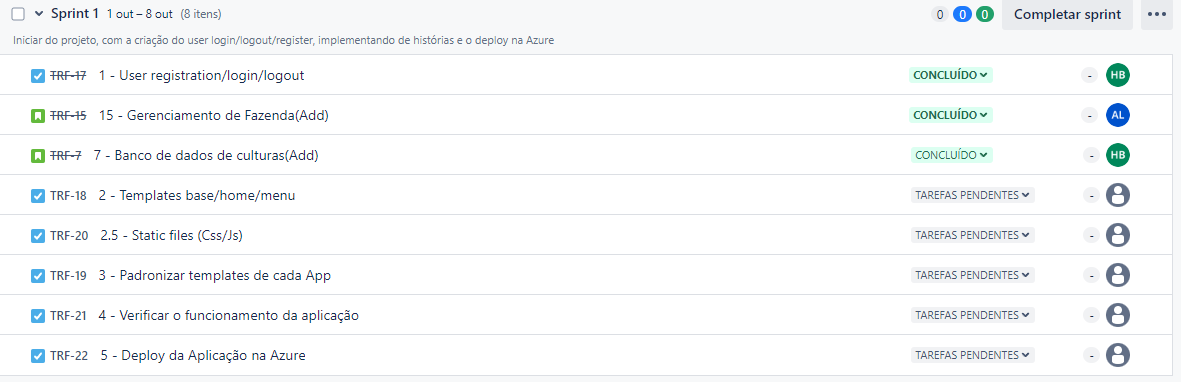 Sprint 1 1 out – 8 out (8 itens) 0 0 0 Completar sprint
Iniciar do projeto, com a criação do user login/logout/register, implementando de histórias e o deploy na Azure
TRF-17 1 - User registration/login/logout CONCLUÍDO - HB
TRF-15 15 - Gerenciamento de Fazenda(Add) CONCLUÍDO - AL
TRF-7 7 - Banco de dados de culturas(Add) CONCLUÍDO - HB
TRF-18 2 - Templates base/home/menu TAREFAS PENDENTES -
TRF-20 2.5 - Static files (Css/Js) TAREFAS PENDENTES -
TRF-19 3 - Padronizar templates de cada App TAREFAS PENDENTES -
TRF-21 4 - Verificar o funcionamento da aplicação TAREFAS PENDENTES -
TRF-22 5 - Deploy da Aplicação na Azure TAREFAS PENDENTES -